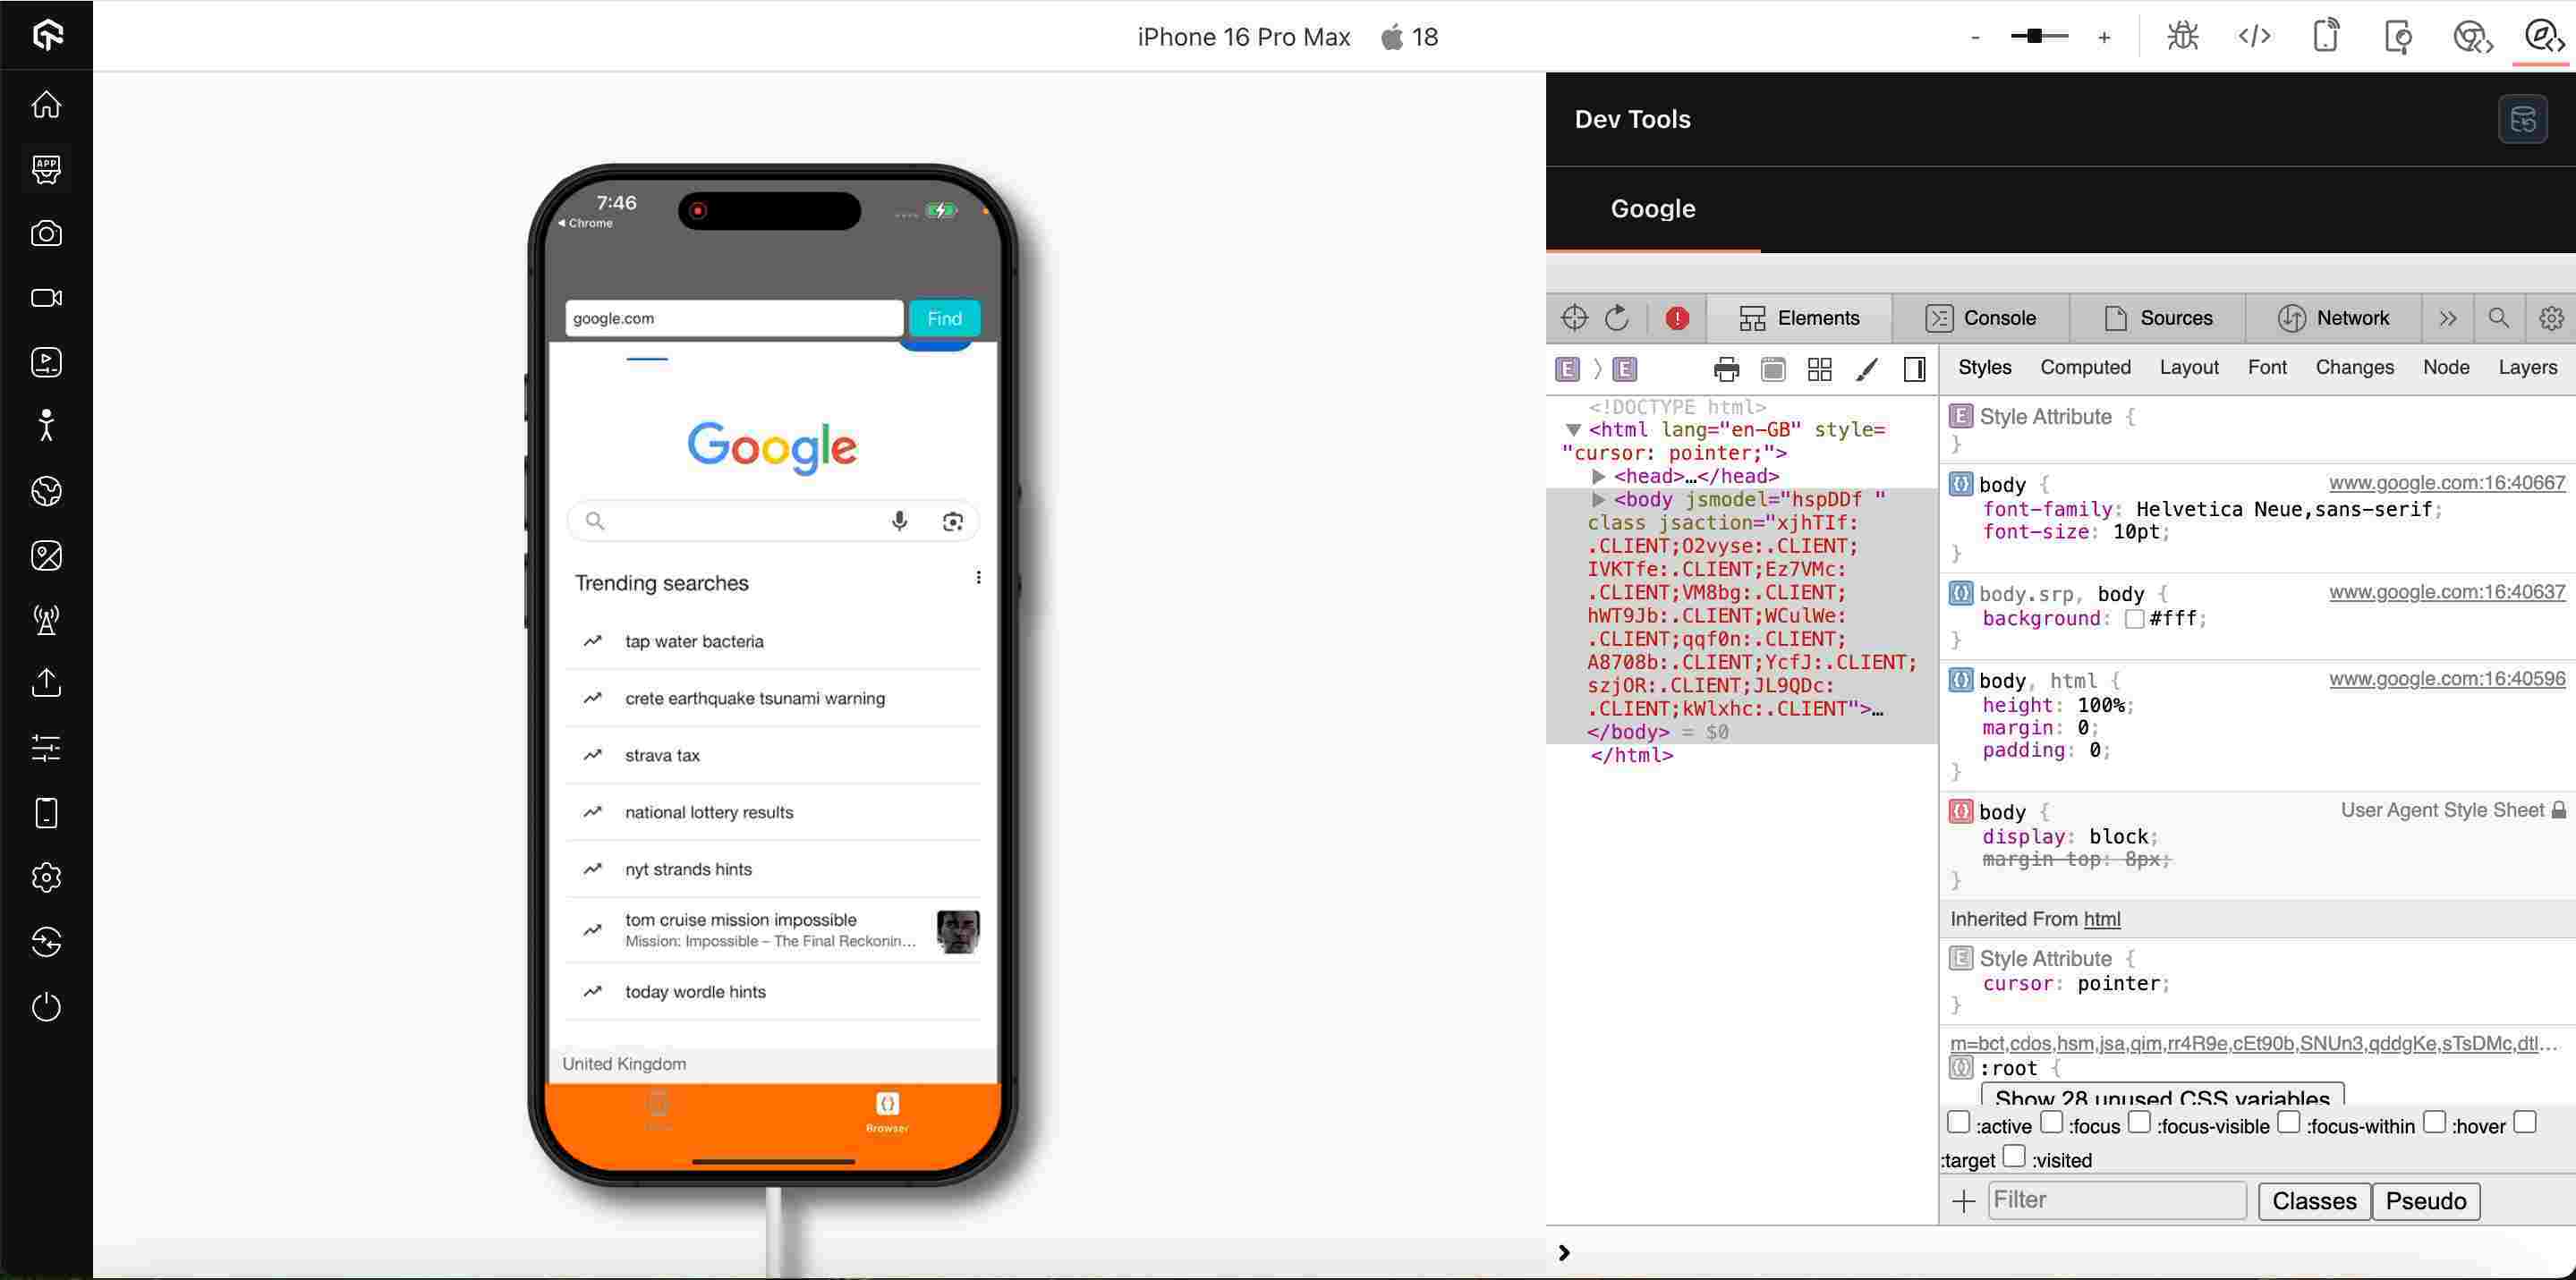 iPhone 16 Pro Max 18
- +
APP
7:46
Chrome
google.com
Find
Google
Trending searches
tap water bacteria
crete earthquake tsunami warning
strava tax
national lottery results
nyt strands hints
tom cruise mission impossible
Mission: Impossible – The Final Reckonin...
today wordle hints
United Kingdom
Browser
Dev Tools
Google
Elements
Console
Sources
Network
E E
<!DOCTYPE html>
<html lang="en-GB" style=
"cursor: pointer;">
<head>…</head>
<body jsmodel="hspDDf "
class jsaction="xjhTIf:
.CLIENT;O2vyse:.CLIENT;
IVKTfe:.CLIENT;Ez7VMc:
.CLIENT;VM8bg:.CLIENT;
hWT9Jb:.CLIENT;WCulWe:
.CLIENT;qqf0n:.CLIENT;
A8708b:.CLIENT;YcfJ:.CLIENT;
szjOR:.CLIENT;JL9QDc:
.CLIENT;kWlxhc:.CLIENT">…
</body> = $0
</html>
Styles Computed Layout Font Changes Node Layers
E Style Attribute {
}
body { www.google.com:16:40667
font-family: Helvetica Neue,sans-serif;
font-size: 10pt;
}
body.srp, body { www.google.com:16:40637
background: #fff;
}
body, html { www.google.com:16:40596
height: 100%;
margin: 0;
padding: 0;
}
body { User Agent Style Sheet
display: block;
margin-top: 8px;
}
Inherited From html
E Style Attribute {
cursor: pointer;
}
m=bct,cdos,hsm,jsa,qim,rr4R9e,cEt90b,SNUn3,qddgKe,sTsDMc,dtl...
:root {
Show 28 unused CSS variables
:active :focus :focus-visible :focus-within :hover
:target :visited
+ Filter Classes Pseudo